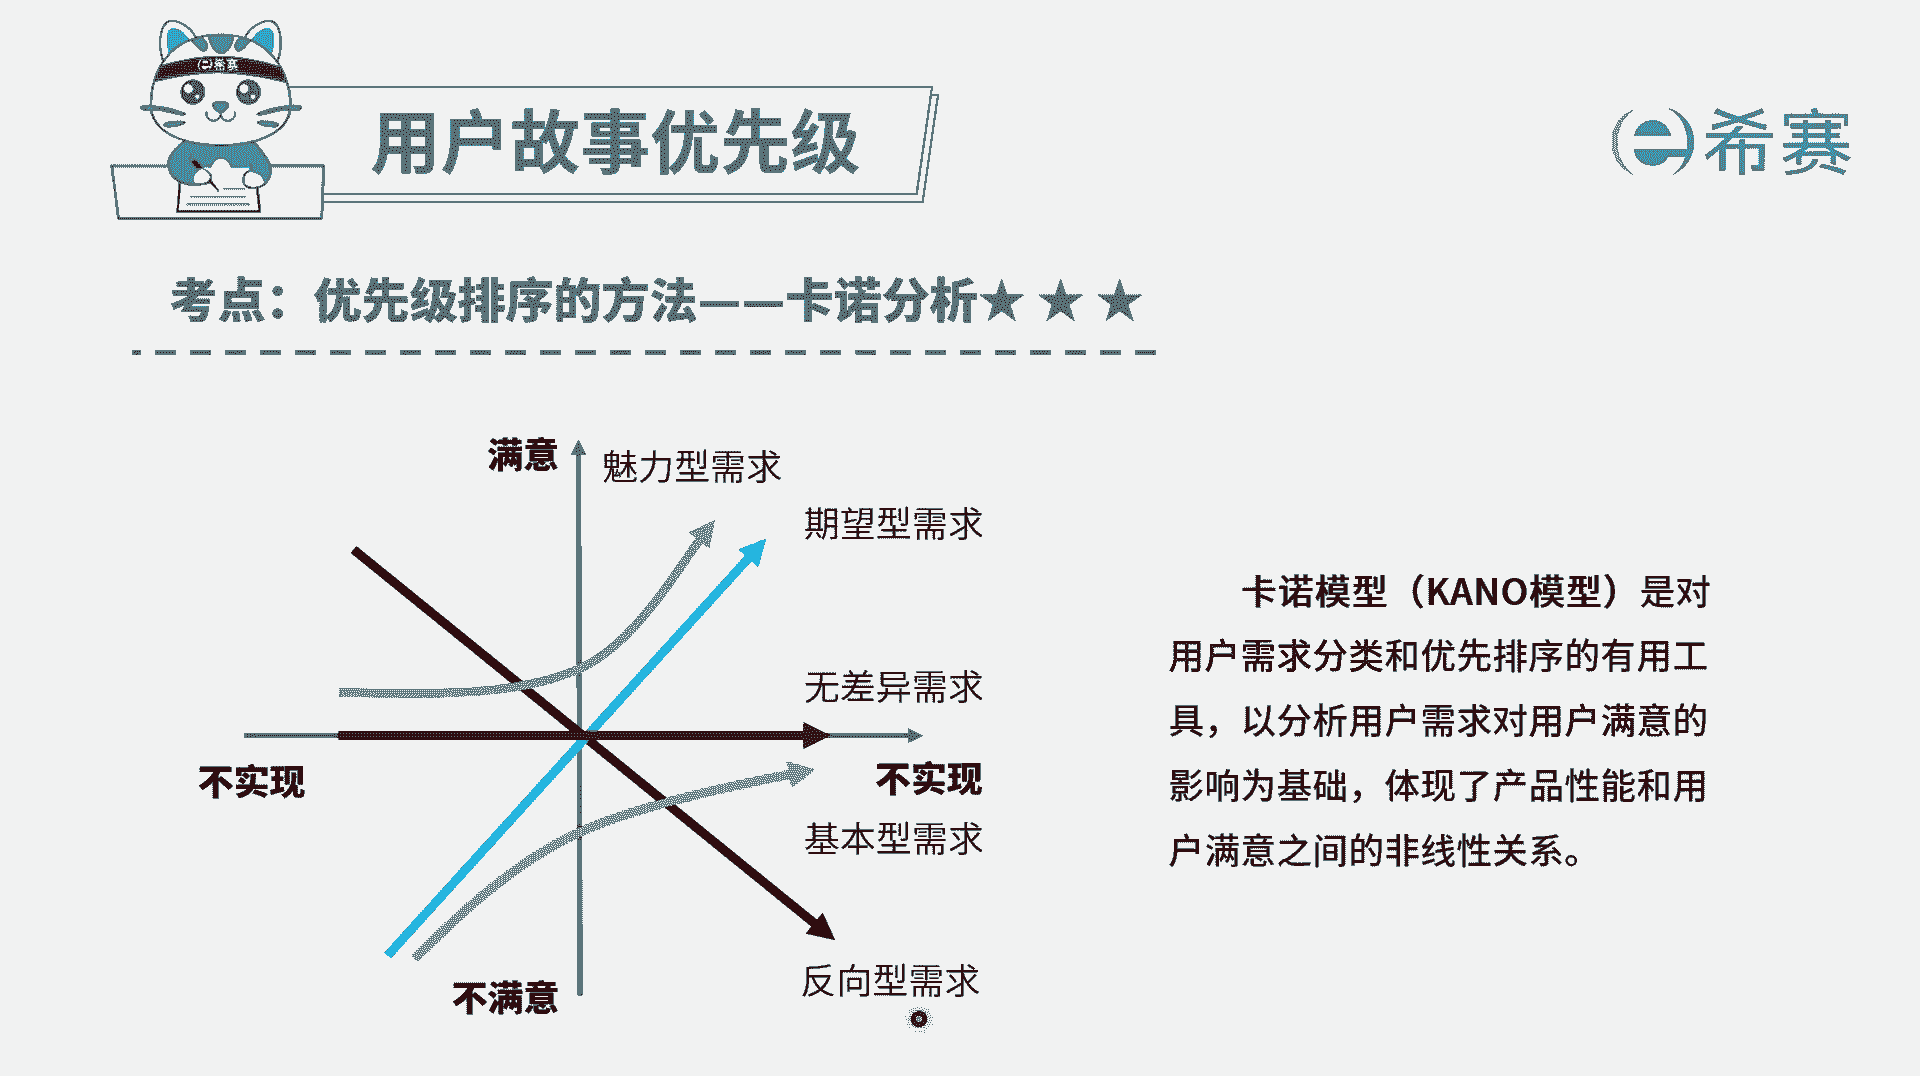 e希赛
用户故事优先级
e希赛
考点：优先级排序的方法——卡诺分析★ ★ ★
满意
魅力型需求
期望型需求
无差异需求
不实现
不实现
基本型需求
反向型需求
不满意
卡诺模型（KANO模型）是对
用户需求分类和优先排序的有用工
具，以分析用户需求对用户满意的
影响为基础，体现了产品性能和用
户满意之间的非线性关系。